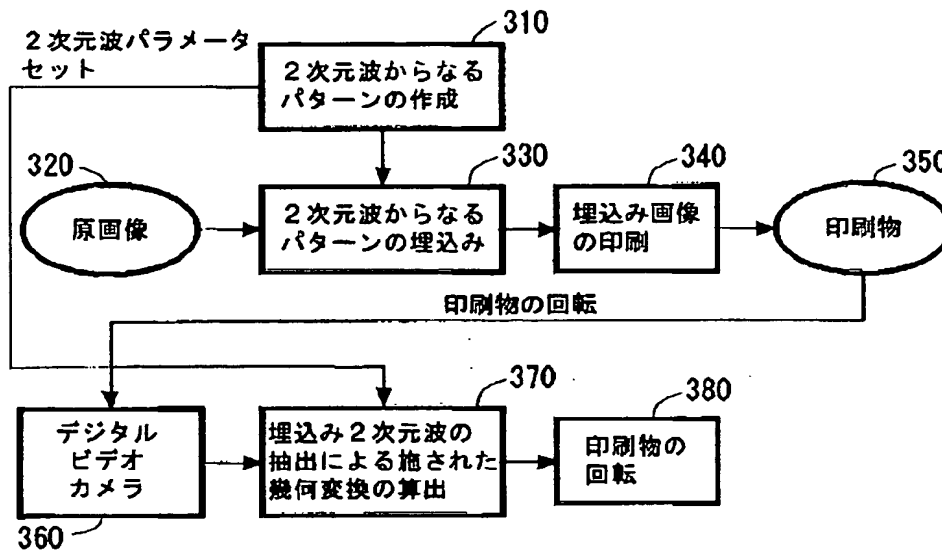 310
2次元波パラメータ
セット
2次元波からなる
パターンの作成
320
330
340
350
原画像
2次元波からなる
パターンの埋込み
埋込み画像
の印刷
印刷物
印刷物の回転
370
380
デジタル
ビデオ
カメラ
埋込み2次元波の
抽出による施された
幾何変換の算出
印刷物の
回転
360